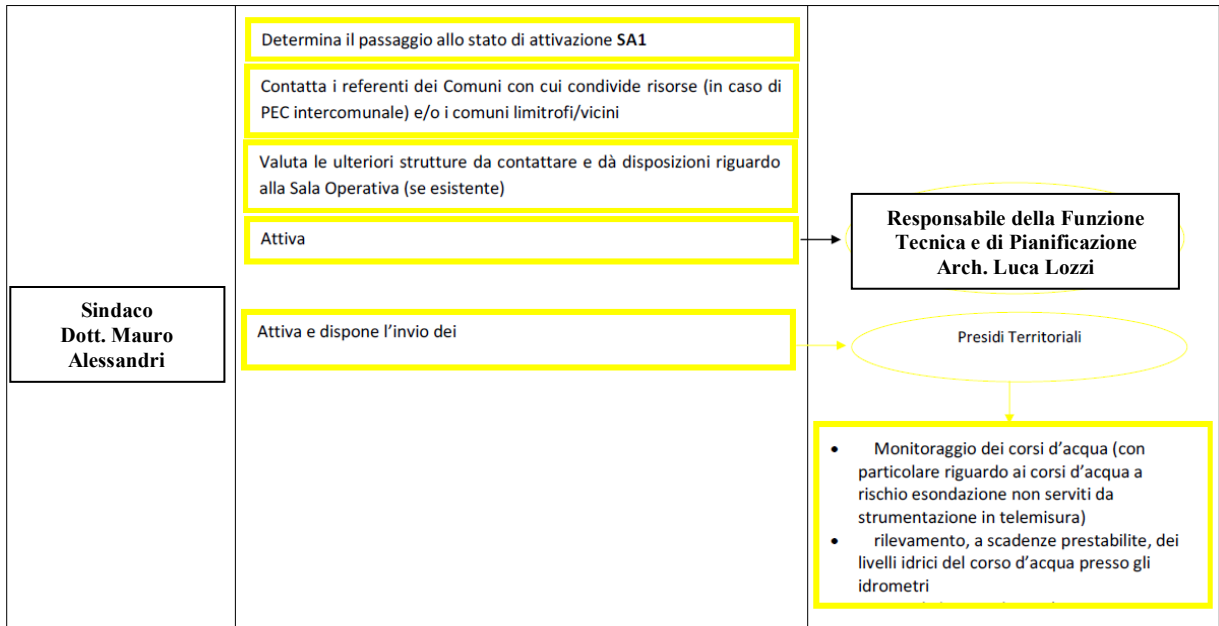 Determina il passaggio allo stato di attivazione SA1
Contatta i referenti dei Comuni con cui condivide risorse (in caso di
PEC intercomunale) e/o i comuni limitrofi/vicini
Valuta le ulteriori strutture da contattare e dà disposizioni riguardo
alla Sala Operativa (se esistente)
Attiva
Responsabile della Funzione
Tecnica e di Pianificazione
Arch. Luca Lozzi
Sindaco
Dott. Mauro
Alessandri
Attiva e dispone l’invio dei
Presidi Territoriali
• Monitoraggio dei corsi d’acqua (con
particolare riguardo ai corsi d’acqua a
rischio esondazione non serviti da
strumentazione in telemisura)
• rilevamento, a scadenze prestabilite, dei
livelli idrici del corso d’acqua presso gli
idrometri